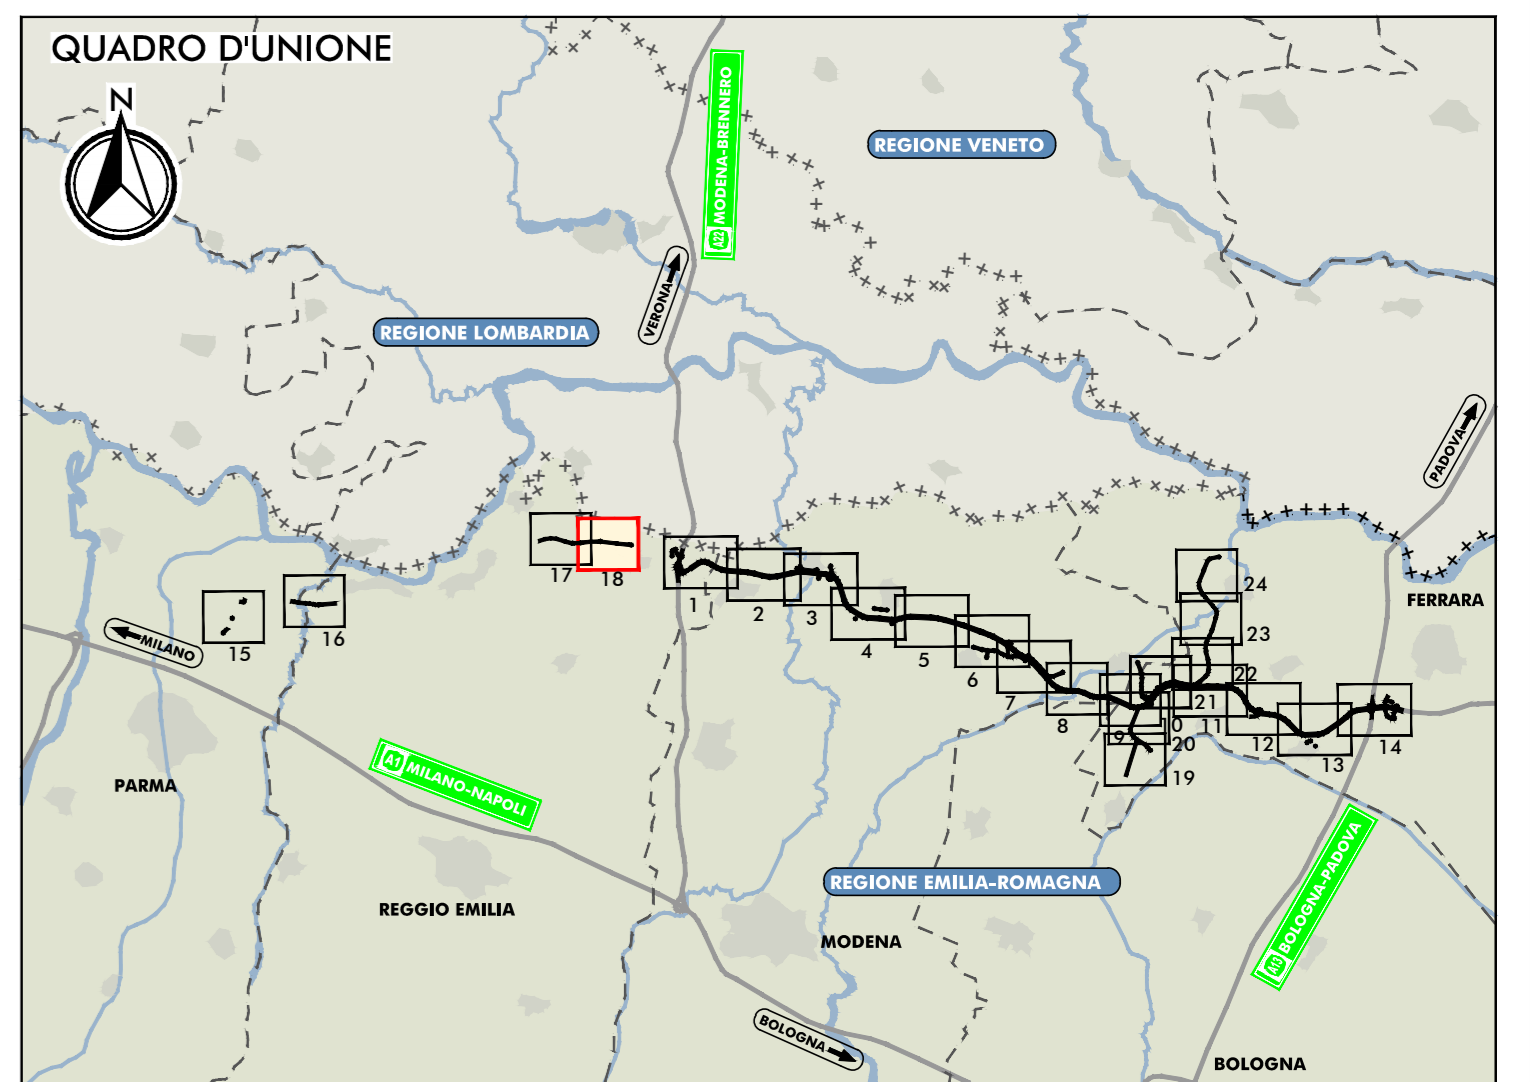 QUADRO D'UNIONE
N
A22 MODENA-BRENNERO
REGIONE VENETO
VERONA
REGIONE LOMBARDIA
PADOVA
17
18
1
2
3
4
5
6
7
8
9
0
11
12
13
14
15
16
19
20
21
22
23
24
FERRARA
MILANO
PARMA
A1 MILANO-NAPOLI
REGGIO EMILIA
REGIONE EMILIA-ROMAGNA
MODENA
A13 BOLOGNA-PADOVA
BOLOGNA
BOLOGNA